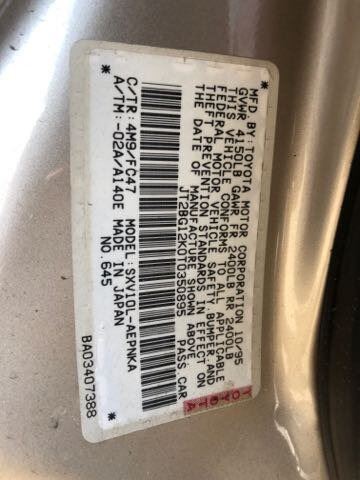 MFD BY: TOYOTA MOTOR CORPORATION 10/95
GVWR 4150LB GAWR FR 2400LB RR 2400LB
THIS VEHICLE CONFORMS TO ALL APPLICABLE
FEDERAL MOTOR VEHICLE SAFETY, BUMPER, AND
THEFT PREVENTION STANDARDS IN EFFECT ON
THE DATE OF MANUFACTURE SHOWN ABOVE.
JT2BG12K0T0350895 PASS.CAR
C/TR: 4M9/FC47 MODEL: SXV10L-AEPNKA
A/TM: -02A/A140E MADE IN JAPAN
NO.645
TOYOTA
BA03407388